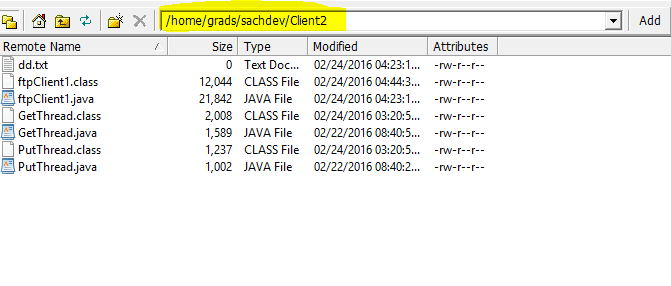 /home/grads/sachdev/Client2 Add
Remote Name Size Type Modified Attributes
dd.txt 0 Text Doc... 02/24/2016 04:23:1... -rw-r--r--
ftpClient1.class 12,044 CLASS File 02/24/2016 04:44:3... -rw-r--r--
ftpClient1.java 21,842 JAVA File 02/24/2016 04:23:1... -rw-r--r--
GetThread.class 2,008 CLASS File 02/24/2016 03:20:5... -rw-r--r--
GetThread.java 1,589 JAVA File 02/22/2016 08:40:5... -rw-r--r--
PutThread.class 1,237 CLASS File 02/24/2016 03:20:5... -rw-r--r--
PutThread.java 1,002 JAVA File 02/22/2016 08:40:2... -rw-r--r--